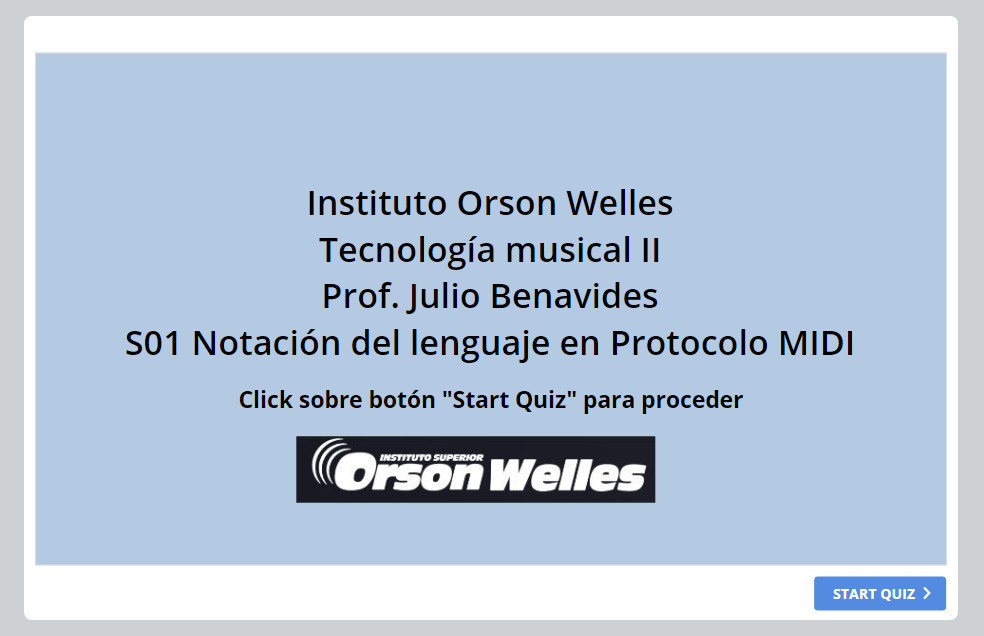 Instituto Orson Welles
Tecnología musical II
Prof. Julio Benavides
S01 Notación del lenguaje en Protocolo MIDI
Click sobre botón "Start Quiz" para proceder
INSTITUTO SUPERIOR
Orson Welles
START QUIZ